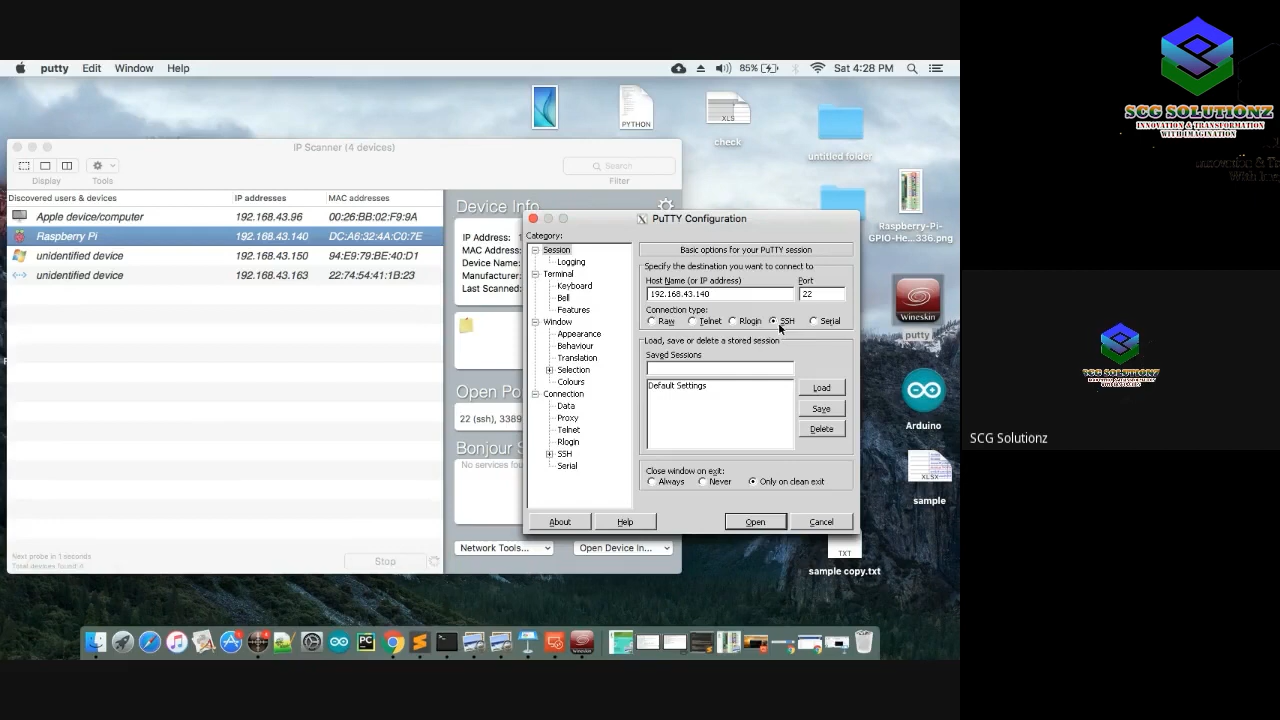 putty Edit Window Help
85% Sat 4:28 PM
PYTHON
XLS
check
untitled folder
Raspberry-Pi-
GPIO-He...336.png
Wineskin
putty
Arduino
XLSX
sample
TXT
sample copy.txt
IP Scanner (4 devices)
Display
Tools
Search
Filter
Discovered users & devices IP addresses MAC addresses
Apple device/computer 192.168.43.96 00:26:BB:02:F9:9A
Raspberry Pi 192.168.43.140 DC:A6:32:4A:C0:7E
unidentified device 192.168.43.150 94:E9:79:BE:40:D1
unidentified device 192.168.43.163 22:74:54:41:1B:23
Next probe in 1 seconds
Stop
Device Info
IP Address:
MAC Address:
Device Name:
Manufacturer:
Last Scanned:
Open Po
22 (ssh), 3389
Bonjour S
No services fou
Network Tools...
Open Device In...
PuTTY Configuration
Category:
Session
Logging
Terminal
Keyboard
Bell
Features
Window
Appearance
Behaviour
Translation
Selection
Colours
Connection
Data
Proxy
Telnet
Rlogin
SSH
Serial
Basic options for your PuTTY session
Specify the destination you want to connect to
Host Name (or IP address) Port
192.168.43.140 22
Connection type:
Raw Telnet Rlogin SSH Serial
Load, save or delete a stored session
Saved Sessions
Default Settings
Load
Save
Delete
Close window on exit:
Always Never Only on clean exit
About Help Open Cancel
PC
SCG SOLUTIONZ
INNOVATION & TRANSFORMATION
WITH IMAGINATION
SCG SOLUTIONZ
SCG Solutionz